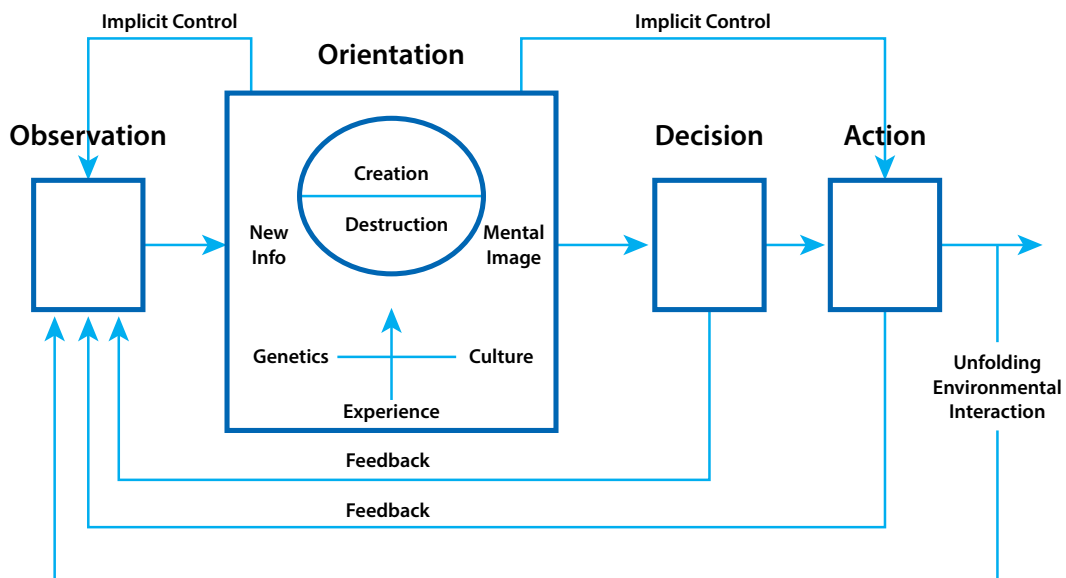 Implicit Control
Implicit Control
Orientation
Observation
Decision
Action
Creation
Destruction
New
Info
Mental
Image
Genetics
Culture
Experience
Unfolding
Environmental
Interaction
Feedback
Feedback